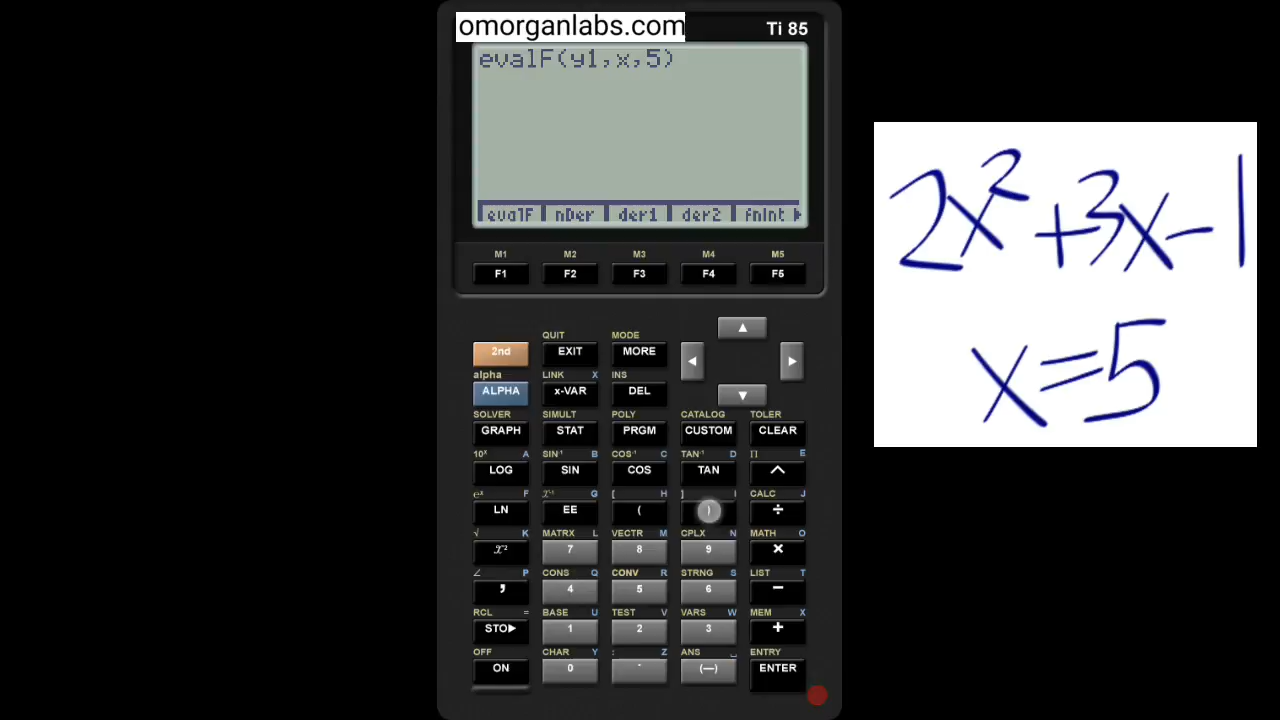 omorganlabs.com
Ti 85
evalF(y1,x,5)
evalF nDer der1 der2 fnInt
M1 M2 M3 M4 M5
F1 F2 F3 F4 F5
2x²+3x-1
x=5
QUIT MODE
2nd EXIT MORE
alpha LINK X INS
ALPHA x-VAR DEL
SOLVER SIMULT POLY CATALOG TOLER
GRAPH STAT PRGM CUSTOM CLEAR
10ˣ A SIN⁻¹ B COS⁻¹ C TAN⁻¹ D E
LOG SIN COS TAN ^
eˣ F G [ H ] I CALC J
LN EE ( ) ÷
√ K MATRX L VECTR M CPLX N MATH O
x² 7 8 9 ×
∠ P CONS Q CONV R STRNG S LIST T
, 4 5 6 −
RCL = BASE U TEST V VARS W MEM X
STO▶ 1 2 3 +
OFF CHAR Y : Z ANS ␣ ENTRY
ON 0 . (—) ENTER